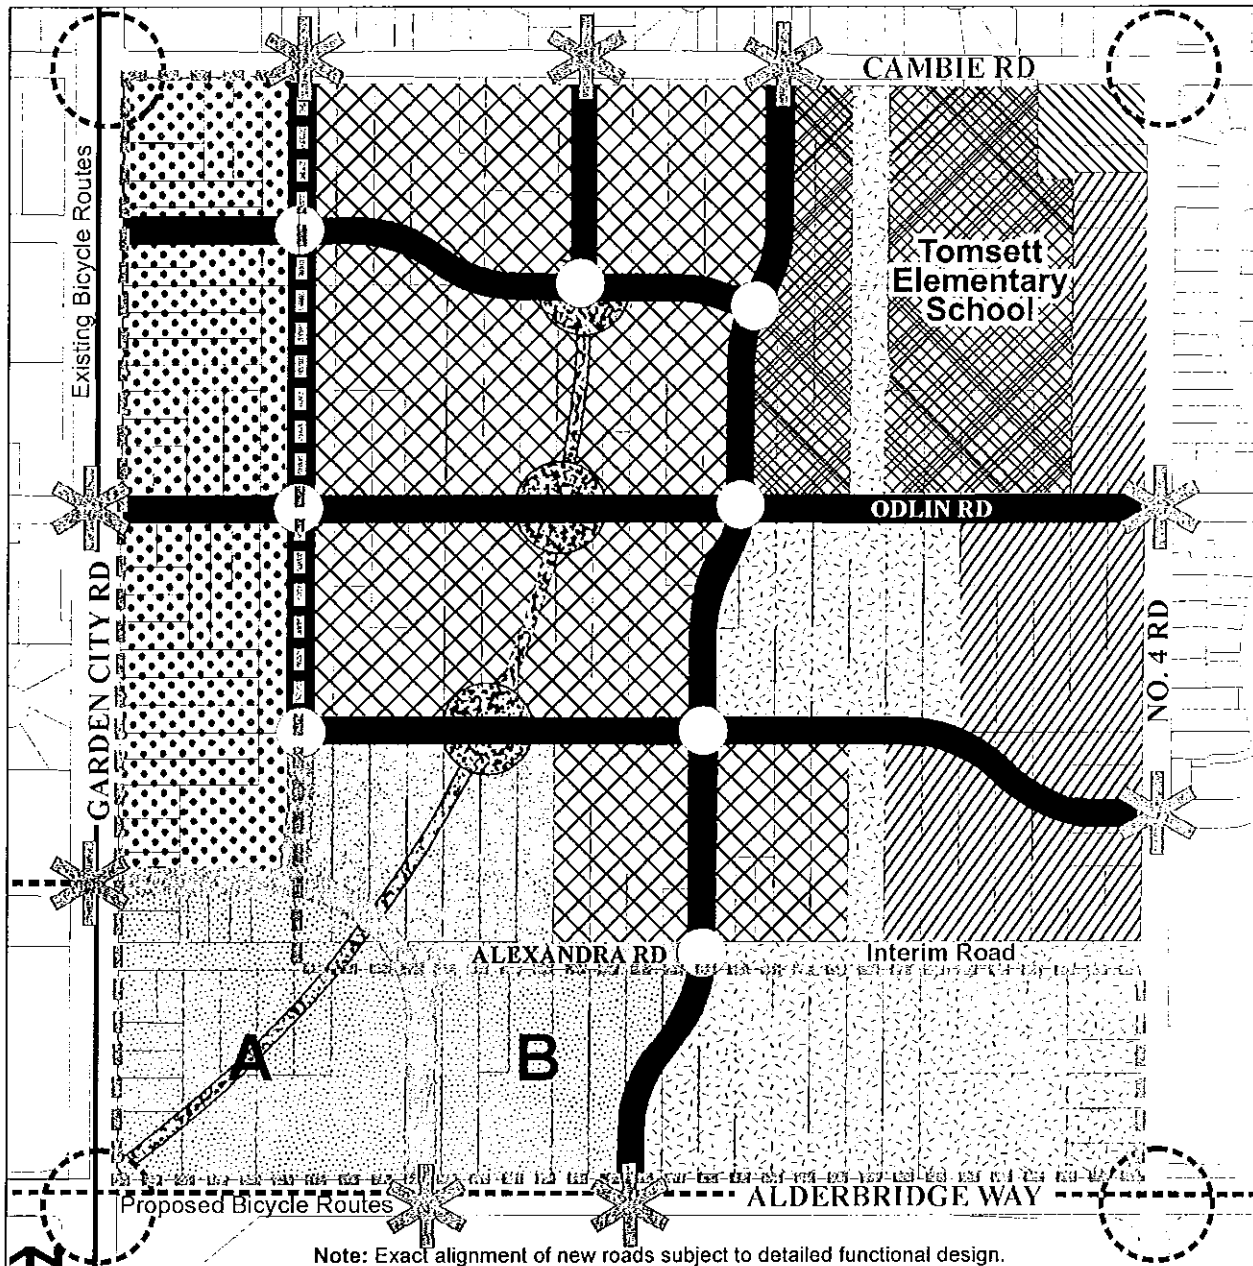 CAMBIE RD
Existing Bicycle Routes
Tomsett
Elementary
School
ODLIN RD
GARDEN CITY RD
NO. 4 RD
ALEXANDRA RD
Interim Road
A
B
Proposed Bicycle Routes
ALDERBRIDGE WAY
Note: Exact alignment of new roads subject to detailed functional design.